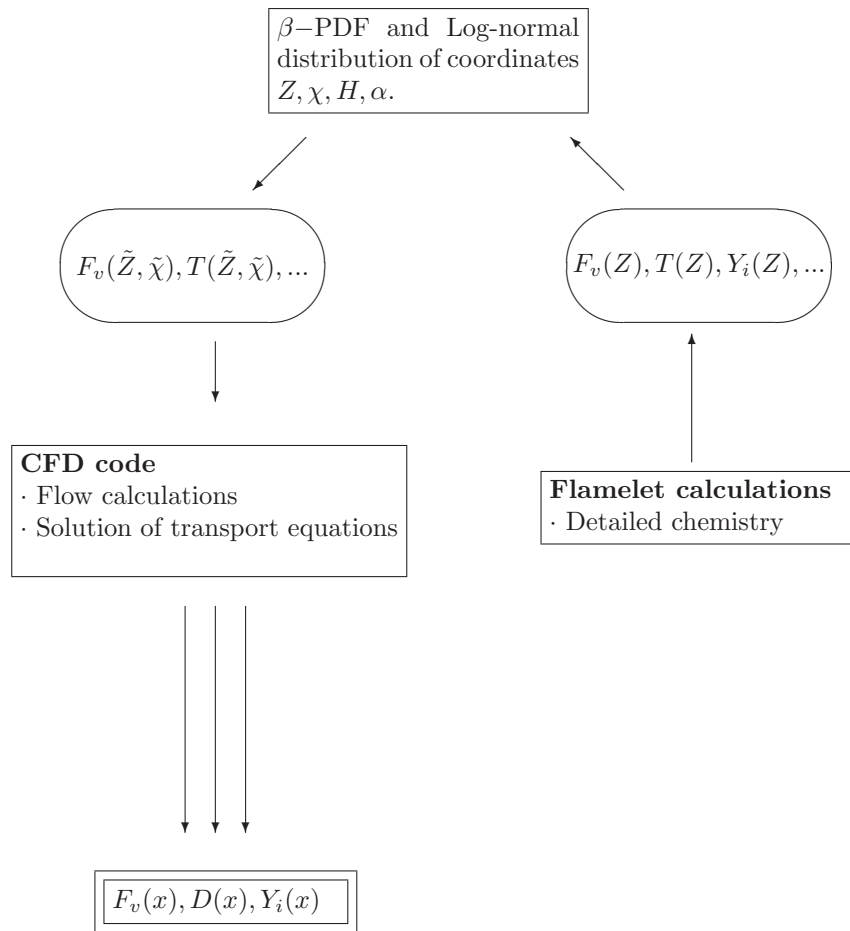 β−PDF and Log-normal
distribution of coordinates
Z, χ, H, α.
F_v(Z̃, χ̃), T(Z̃, χ̃), ...
F_v(Z), T(Z), Y_i(Z), ...
CFD code
· Flow calculations
· Solution of transport equations
Flamelet calculations
· Detailed chemistry
F_v(x), D(x), Y_i(x)